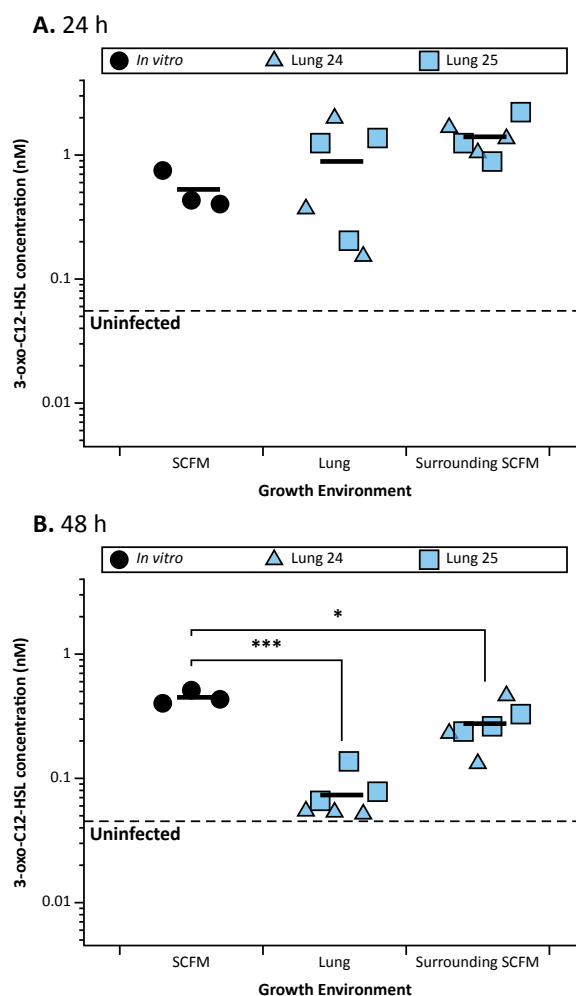 A. 24 h
In vitro Lung 24 Lung 25
3-oxo-C12-HSL concentration (nM)
1
0.1
Uninfected
0.01
SCFM Lung Surrounding SCFM
Growth Environment
B. 48 h
In vitro Lung 24 Lung 25
3-oxo-C12-HSL concentration (nM)
*
1
***
0.1
Uninfected
0.01
SCFM Lung Surrounding SCFM
Growth Environment